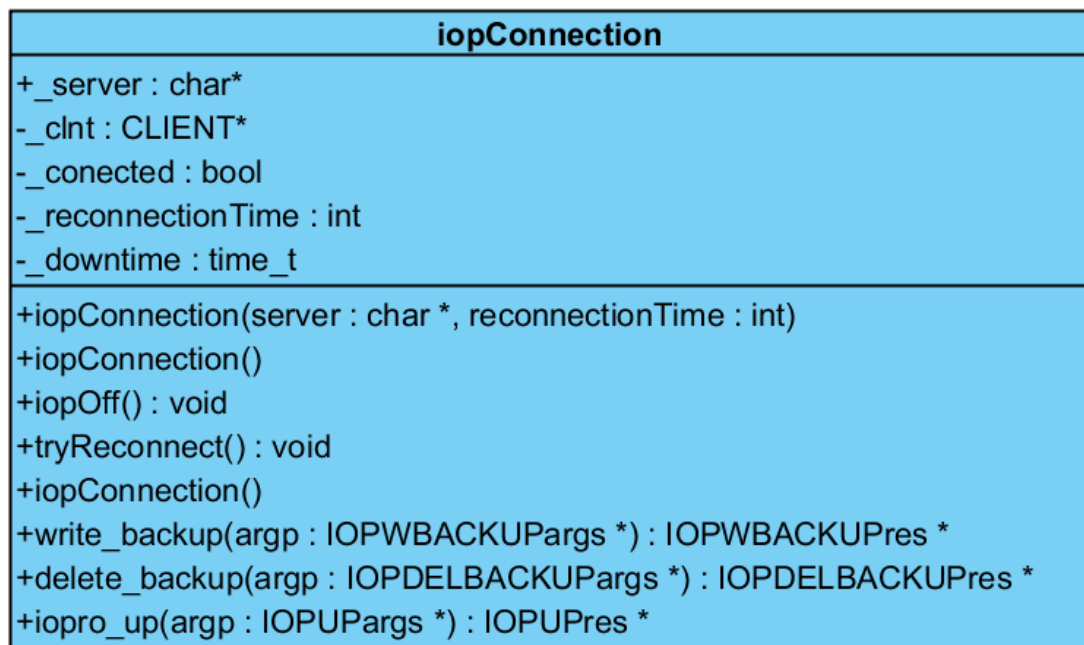 iopConnection
+_server : char*
-_clnt : CLIENT*
-_conected : bool
-_reconnectionTime : int
-_downtime : time_t
+iopConnection(server : char *, reconnectionTime : int)
+iopConnection()
+iopOff() : void
+tryReconnect() : void
+iopConnection()
+write_backup(argp : IOPWBACKUPargs *) : IOPWBACKUPres *
+delete_backup(argp : IOPDELBACKUPargs *) : IOPDELBACKUPres *
+iopro_up(argp : IOPUPargs *) : IOPUPres *